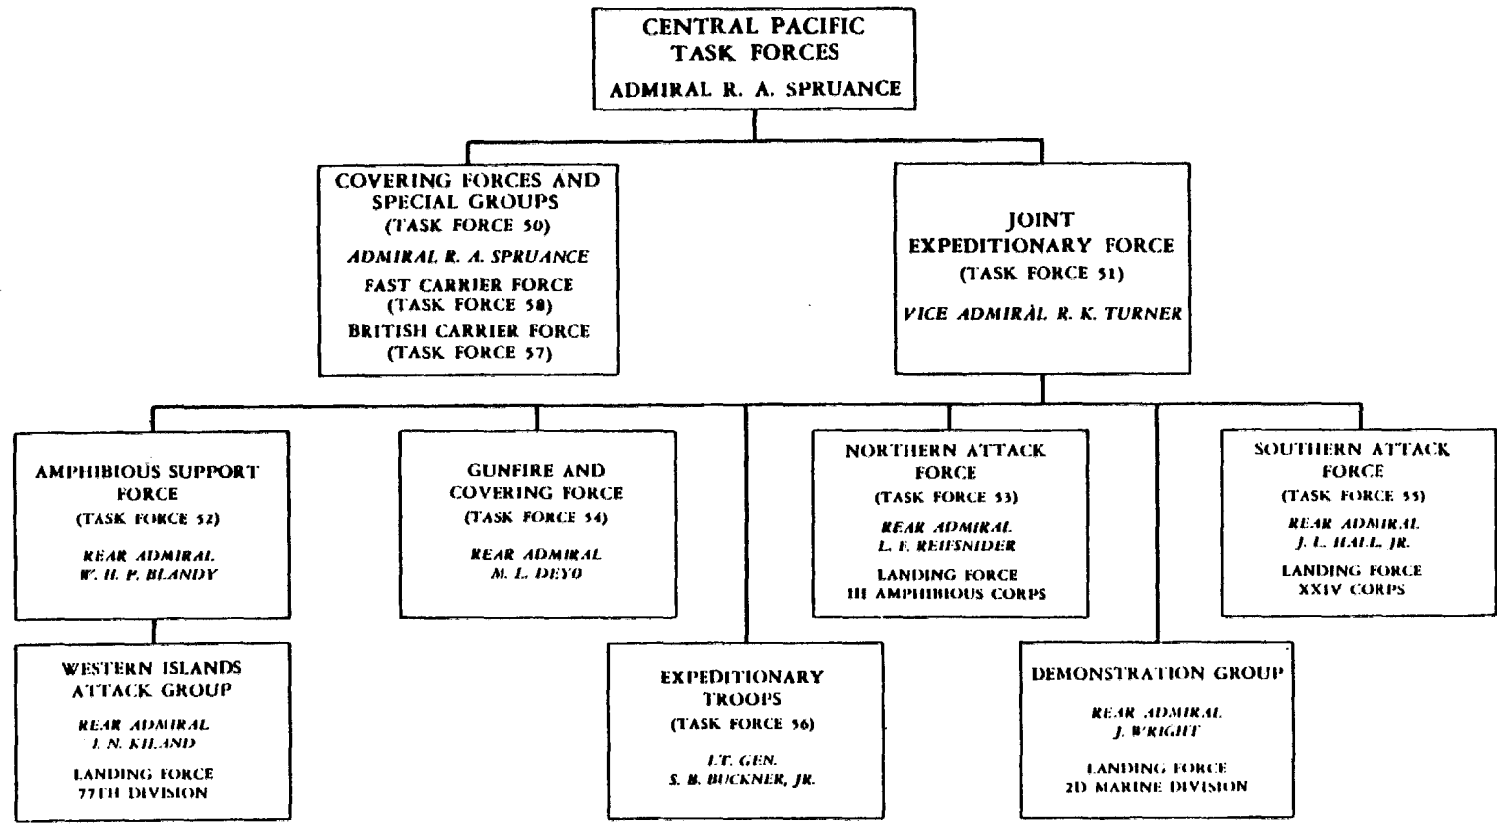 CENTRAL PACIFIC
TASK FORCES
ADMIRAL R. A. SPRUANCE
COVERING FORCES AND
SPECIAL GROUPS
(TASK FORCE 50)
ADMIRAL R. A. SPRUANCE
FAST CARRIER FORCE
(TASK FORCE 58)
BRITISH CARRIER FORCE
(TASK FORCE 57)
JOINT
EXPEDITIONARY FORCE
(TASK FORCE 51)
VICE ADMIRAL R. K. TURNER
AMPHIBIOUS SUPPORT
FORCE
(TASK FORCE 52)
REAR ADMIRAL
W. H. P. BLANDY
GUNFIRE AND
COVERING FORCE
(TASK FORCE 54)
REAR ADMIRAL
M. L. DEYO
NORTHERN ATTACK
FORCE
(TASK FORCE 53)
REAR ADMIRAL
L. F. REIFSNIDER
LANDING FORCE
III AMPHIBIOUS CORPS
SOUTHERN ATTACK
FORCE
(TASK FORCE 55)
REAR ADMIRAL
J. L. HALL, JR.
LANDING FORCE
XXIV CORPS
WESTERN ISLANDS
ATTACK GROUP
REAR ADMIRAL
I. N. KILAND
LANDING FORCE
77TH DIVISION
EXPEDITIONARY
TROOPS
(TASK FORCE 56)
LT. GEN.
S. B. BUCKNER, JR.
DEMONSTRATION GROUP
REAR ADMIRAL
J. WRIGHT
LANDING FORCE
2D MARINE DIVISION